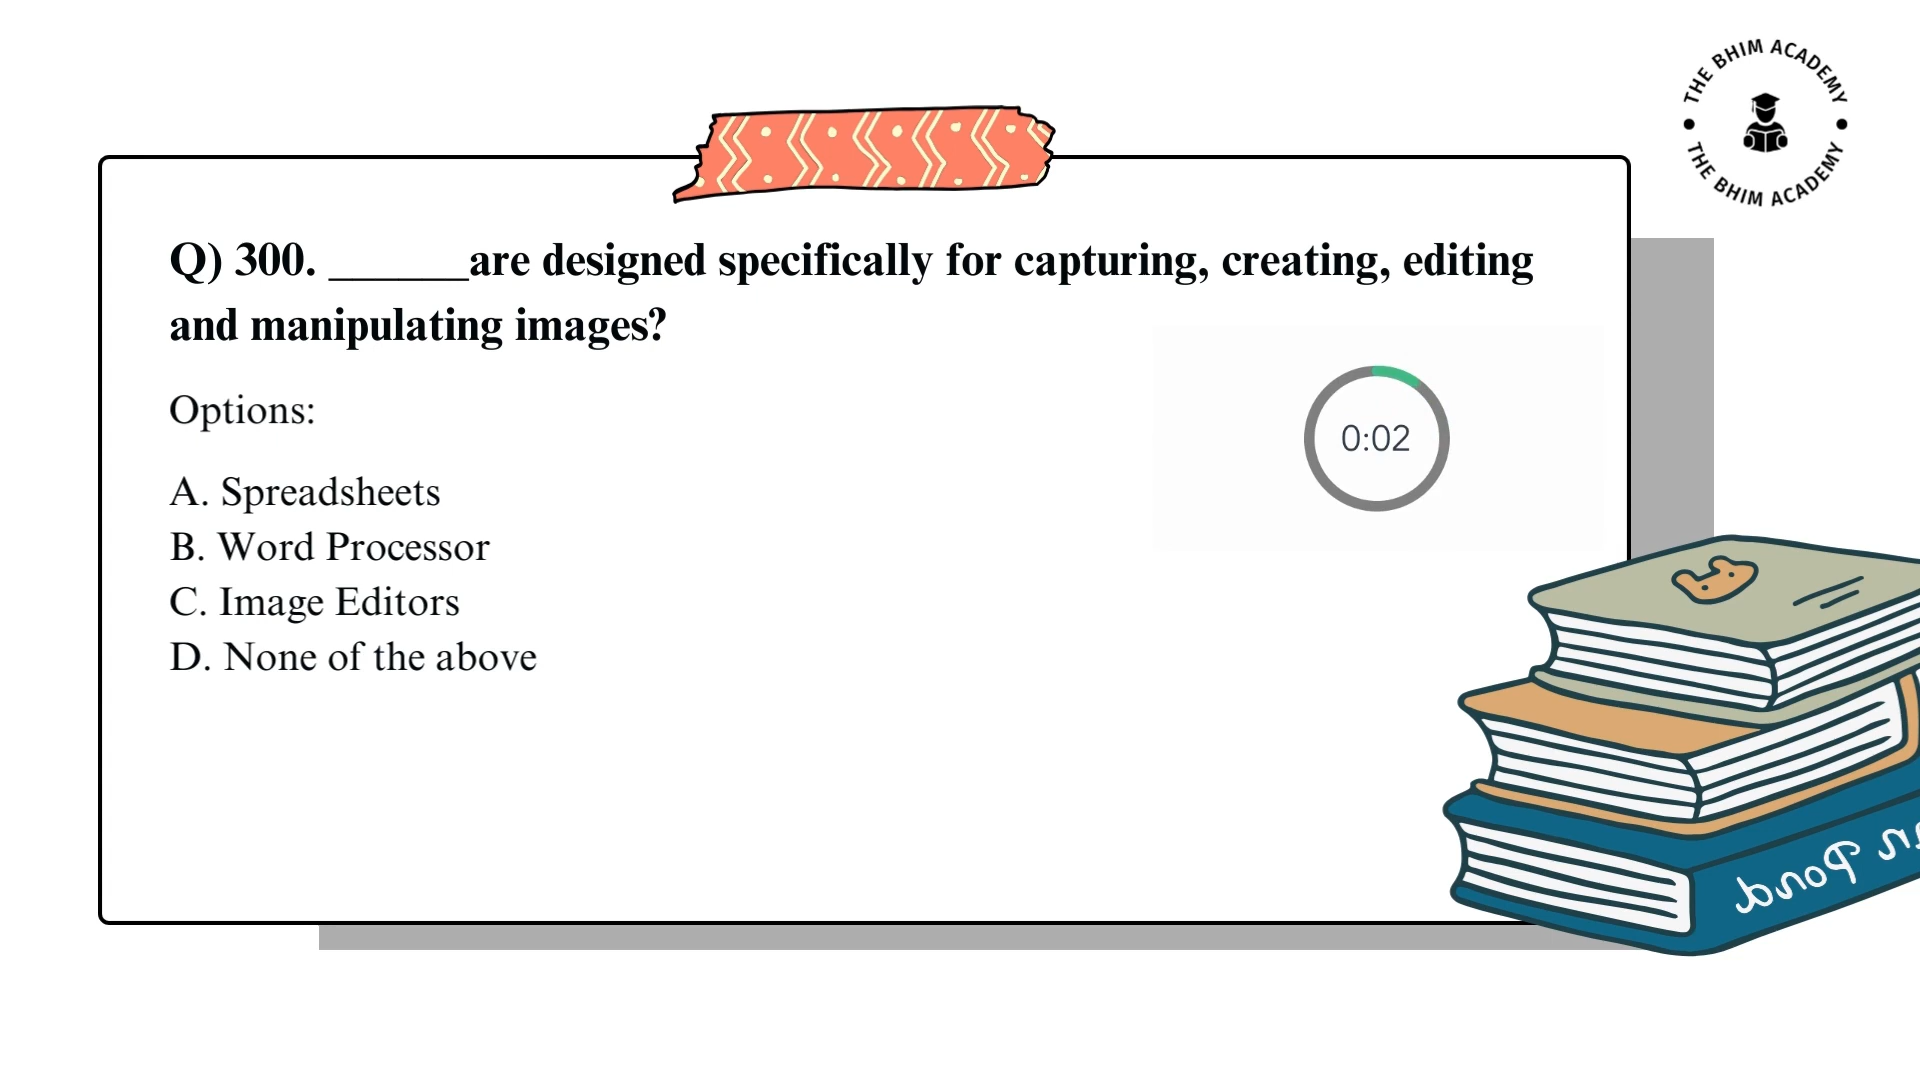 THE BHIM ACADEMY
THE BHIM ACADEMY
Q) 300. ______are designed specifically for capturing, creating, editing
and manipulating images?
Options:
0:02
A. Spreadsheets
B. Word Processor
C. Image Editors
D. None of the above